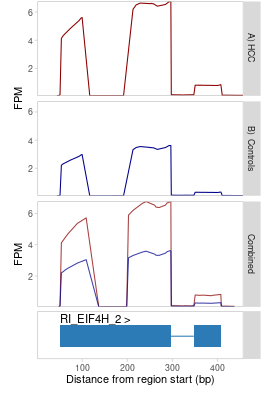 6
4
2
A) HCC
FPM
6
4
2
B) Controls
6
4
2
Combined
FPM
RI_EIF4H_2 >
100 200 300 400
Distance from region start (bp)